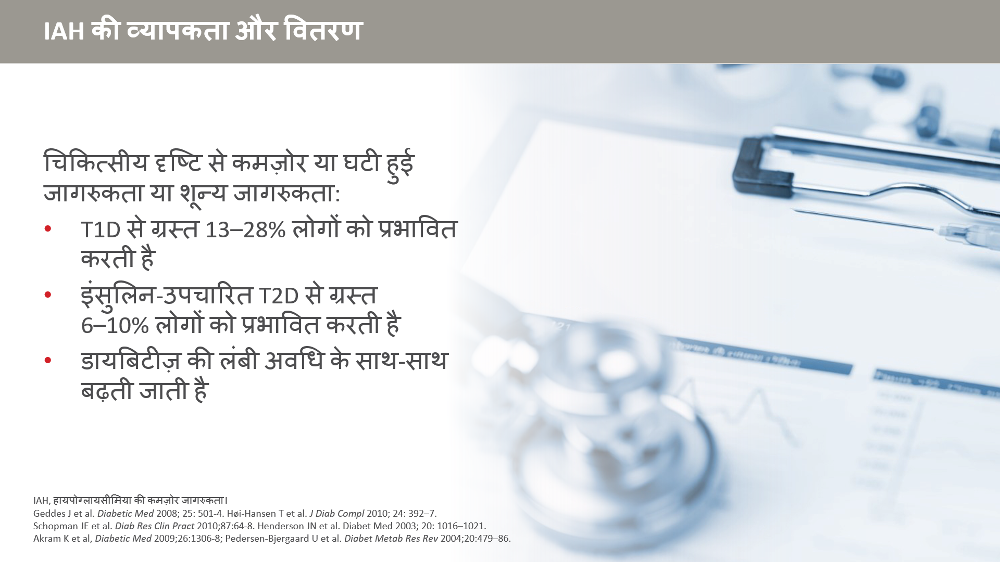 IAH की व्यापकता और वितरण
चिकित्सीय दृष्टि से कमज़ोर या घटी हुई
जागरुकता या शून्य जागरुकता:
• T1D से ग्रस्त 13–28% लोगों को प्रभावित
करती है
• इंसुलिन-उपचारित T2D से ग्रस्त
6–10% लोगों को प्रभावित करती है
• डायबिटीज़ की लंबी अवधि के साथ-साथ
बढ़ती जाती है
IAH, हायपोग्लायसीमिया की कमज़ोर जागरुकता।
Geddes J et al. Diabetic Med 2008; 25: 501-4. Høi-Hansen T et al. J Diab Compl 2010; 24: 392–7.
Schopman JE et al. Diab Res Clin Pract 2010;87:64-8. Henderson JN et al. Diabet Med 2003; 20: 1016–1021.
Akram K et al, Diabetic Med 2009;26:1306-8; Pedersen-Bjergaard U et al. Diabet Metab Res Rev 2004;20:479–86.